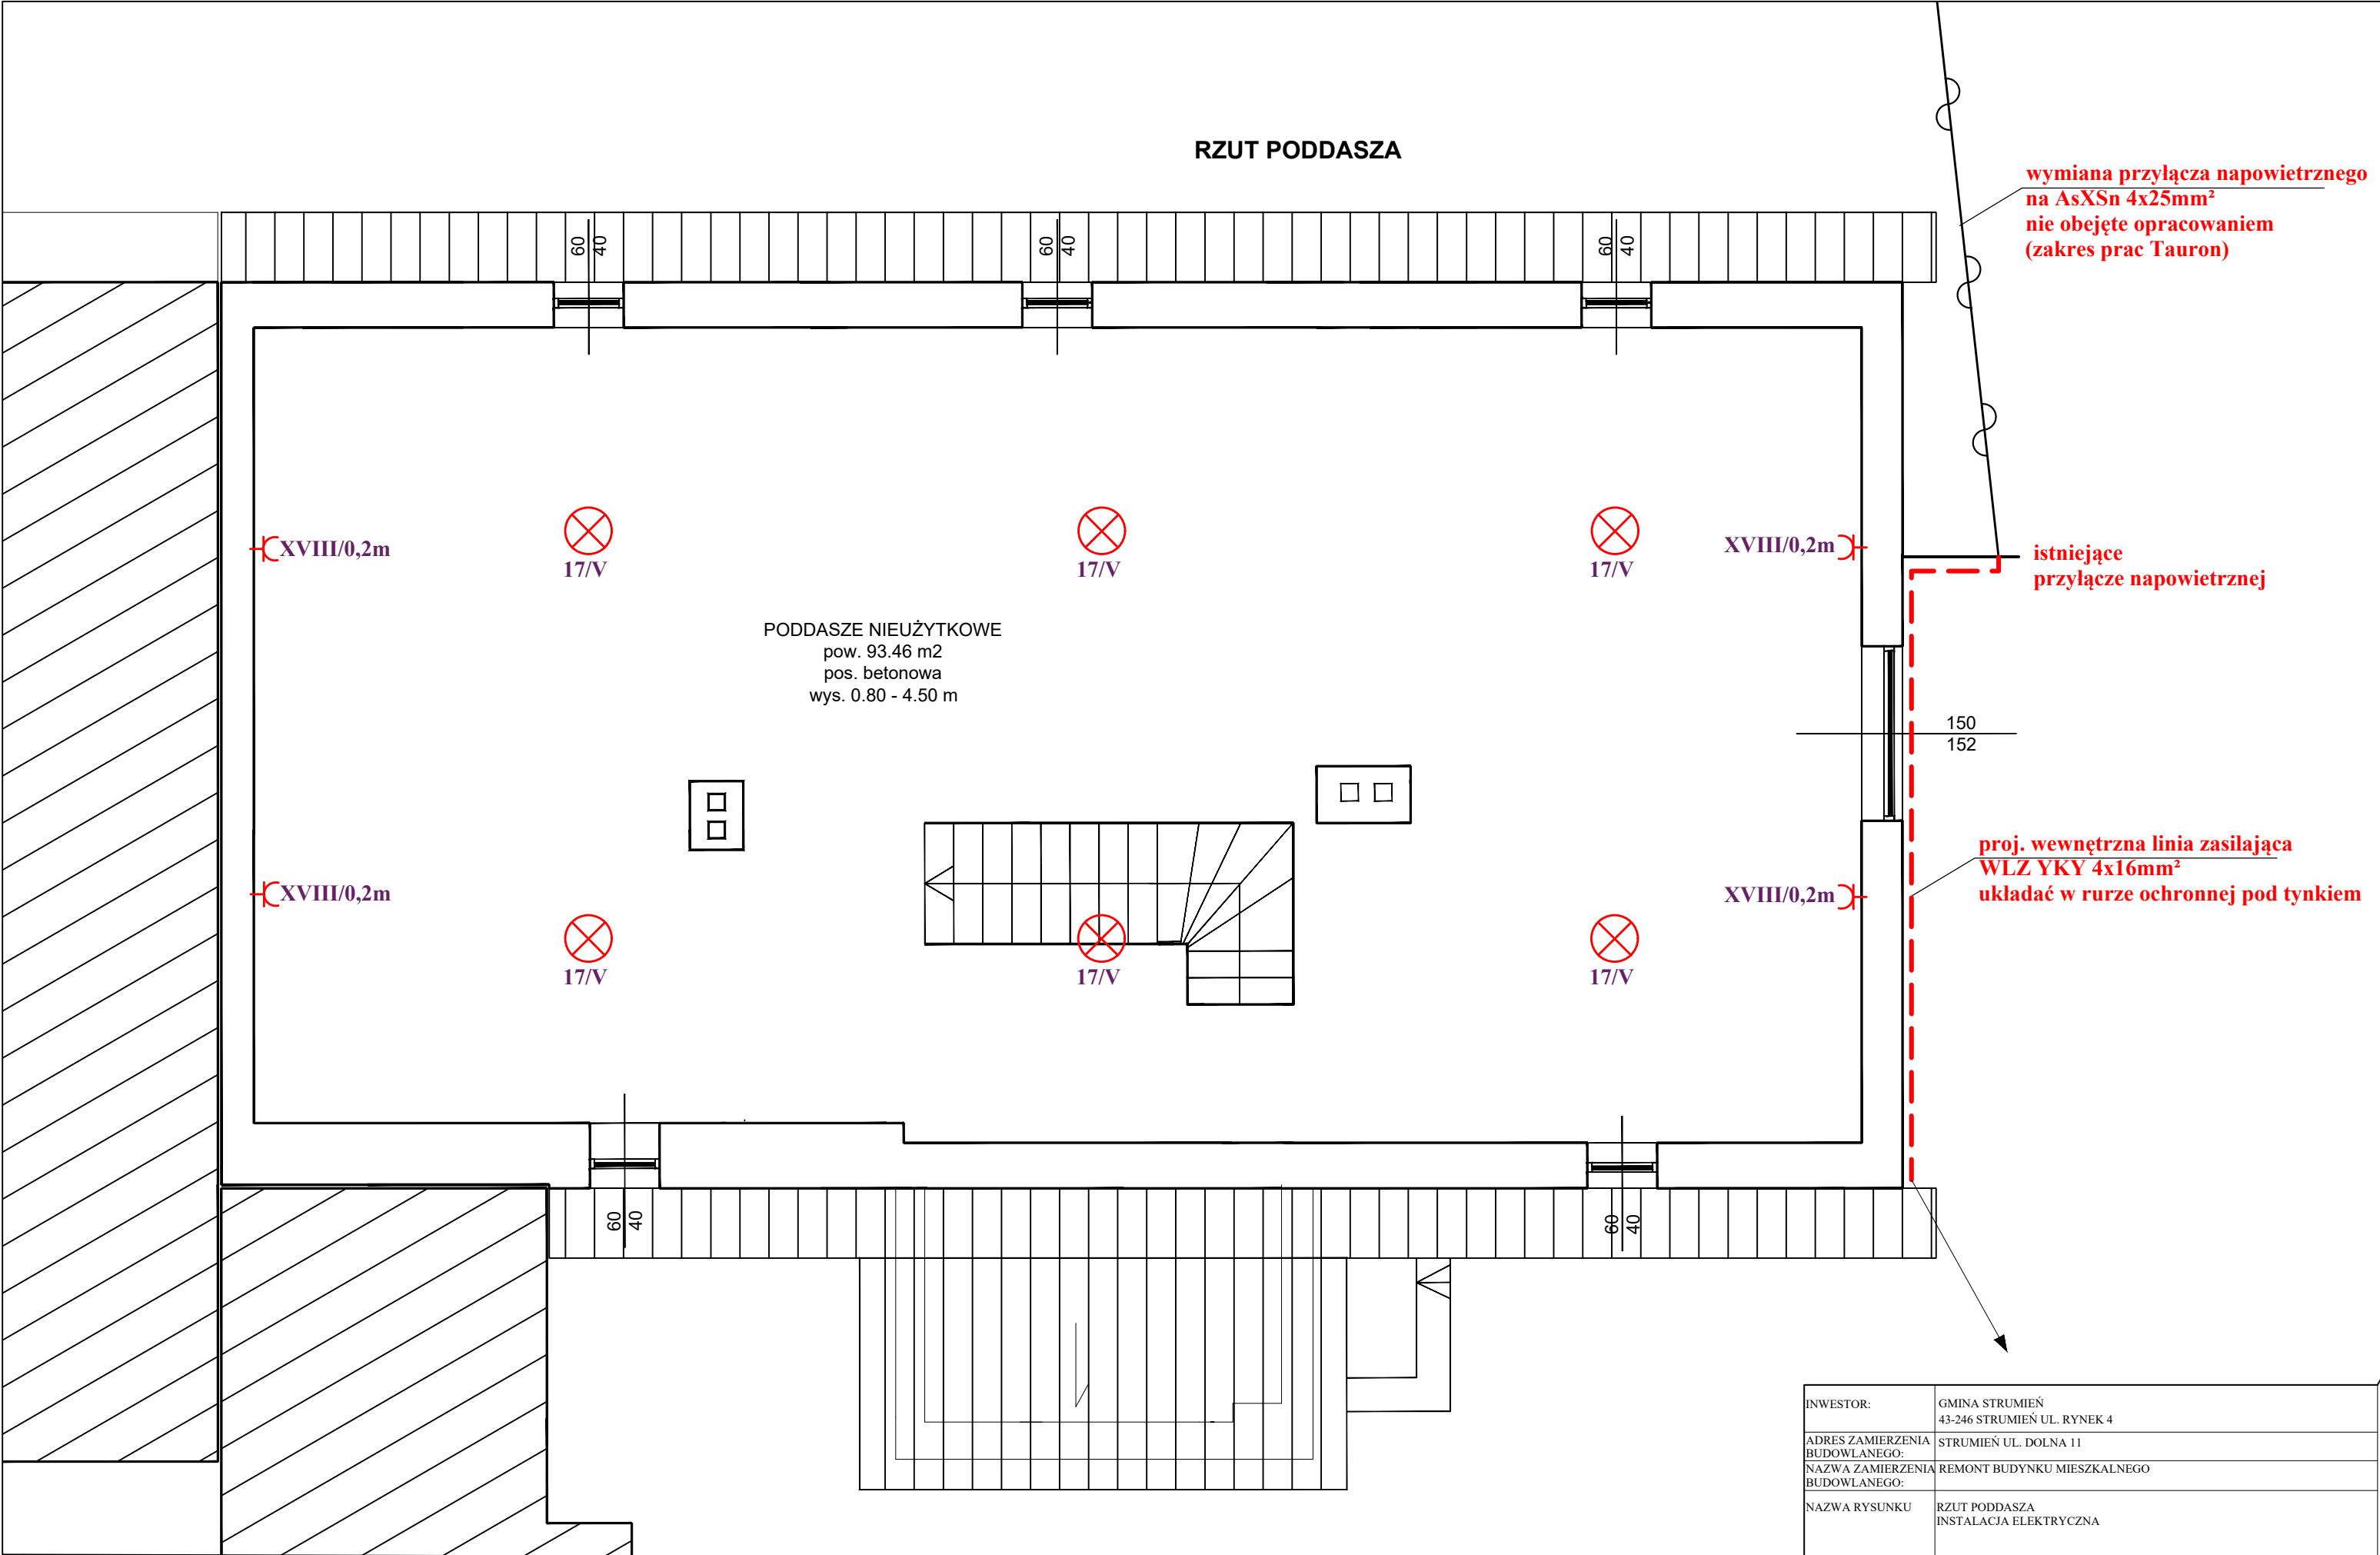 RZUT PODDASZA
wymiana przyłącza napowietrznego
na AsXSn 4x25mm²
nie obejęte opracowaniem
(zakres prac Tauron)
60
40
60
40
60
40
XVIII/0,2m
17/V
17/V
17/V
XVIII/0,2m
istniejące
przyłącze napowietrznej
PODDASZE NIEUŻYTKOWE
pow. 93.46 m2
pos. betonowa
wys. 0.80 - 4.50 m
150
152
proj. wewnętrzna linia zasilająca
WLZ YKY 4x16mm²
układać w rurze ochronnej pod tynkiem
XVIII/0,2m
17/V
17/V
17/V
XVIII/0,2m
60
40
60
40
INWESTOR:
GMINA STRUMIEŃ
43-246 STRUMIEŃ UL. RYNEK 4
ADRES ZAMIERZENIA
BUDOWLANEGO:
STRUMIEŃ UL. DOLNA 11
NAZWA ZAMIERZENIA
BUDOWLANEGO:
REMONT BUDYNKU MIESZKALNEGO
NAZWA RYSUNKU
RZUT PODDASZA
INSTALACJA ELEKTRYCZNA